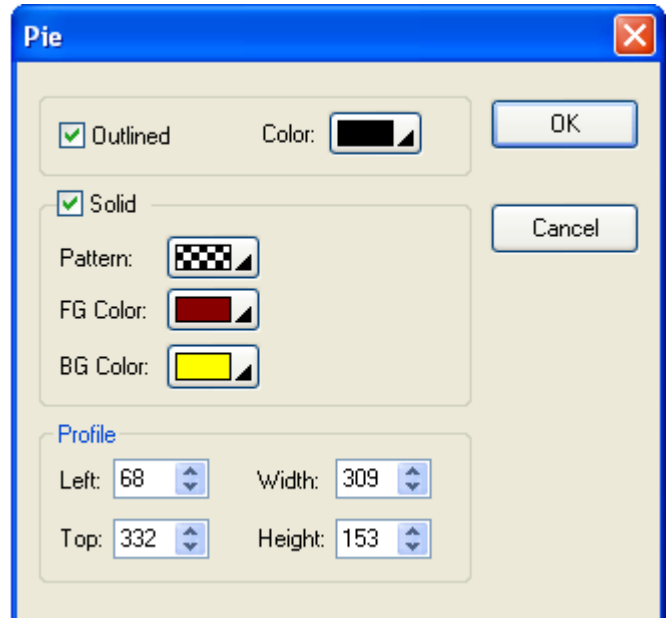 Pie
Outlined Color: OK
Solid
Cancel
Pattern:
FG Color:
BG Color:
Profile
Left: 68 Width: 309
Top: 332 Height: 153